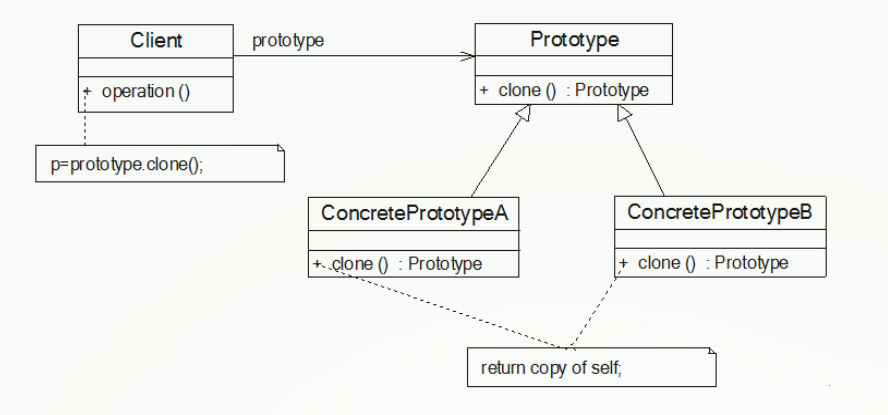 Client
prototype
Prototype
+ operation ()
+ clone () : Prototype
p=prototype.clone();
ConcretePrototypeA
ConcretePrototypeB
+ clone () : Prototype
+ clone () : Prototype
return copy of self;